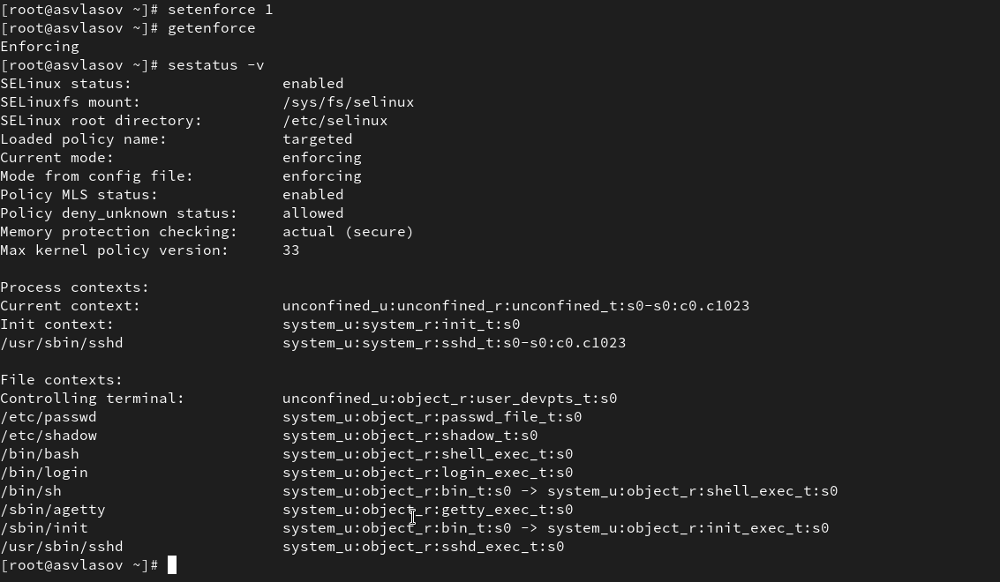 [root@asvlasov ~]# setenforce 1
[root@asvlasov ~]# getenforce
Enforcing
[root@asvlasov ~]# sestatus -v
SELinux status:                 enabled
SELinuxfs mount:                /sys/fs/selinux
SELinux root directory:         /etc/selinux
Loaded policy name:             targeted
Current mode:                   enforcing
Mode from config file:          enforcing
Policy MLS status:              enabled
Policy deny_unknown status:     allowed
Memory protection checking:     actual (secure)
Max kernel policy version:      33

Process contexts:
Current context:                unconfined_u:unconfined_r:unconfined_t:s0-s0:c0.c1023
Init context:                   system_u:system_r:init_t:s0
/usr/sbin/sshd                  system_u:system_r:sshd_t:s0-s0:c0.c1023

File contexts:
Controlling terminal:           unconfined_u:object_r:user_devpts_t:s0
/etc/passwd                     system_u:object_r:passwd_file_t:s0
/etc/shadow                     system_u:object_r:shadow_t:s0
/bin/bash                       system_u:object_r:shell_exec_t:s0
/bin/login                      system_u:object_r:login_exec_t:s0
/bin/sh                         system_u:object_r:bin_t:s0 -> system_u:object_r:shell_exec_t:s0
/sbin/agetty                    system_u:object_r:getty_exec_t:s0
/sbin/init                      system_u:object_r:bin_t:s0 -> system_u:object_r:init_exec_t:s0
/usr/sbin/sshd                  system_u:object_r:sshd_exec_t:s0
[root@asvlasov ~]#